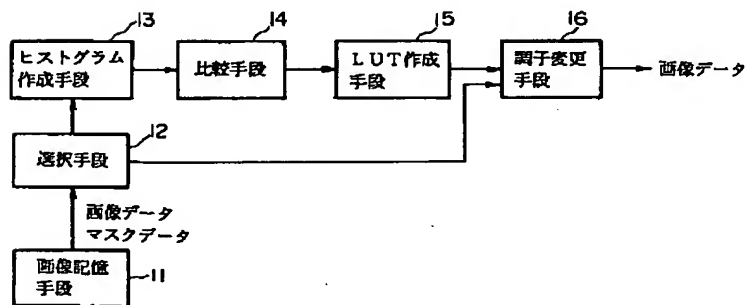 13
ヒストグラム
作成手段
14
比較手段
15
LUT作成
手段
16
調子変更
手段
画像データ
12
選択手段
画像データ
マスクデータ
画像記憶
手段
11